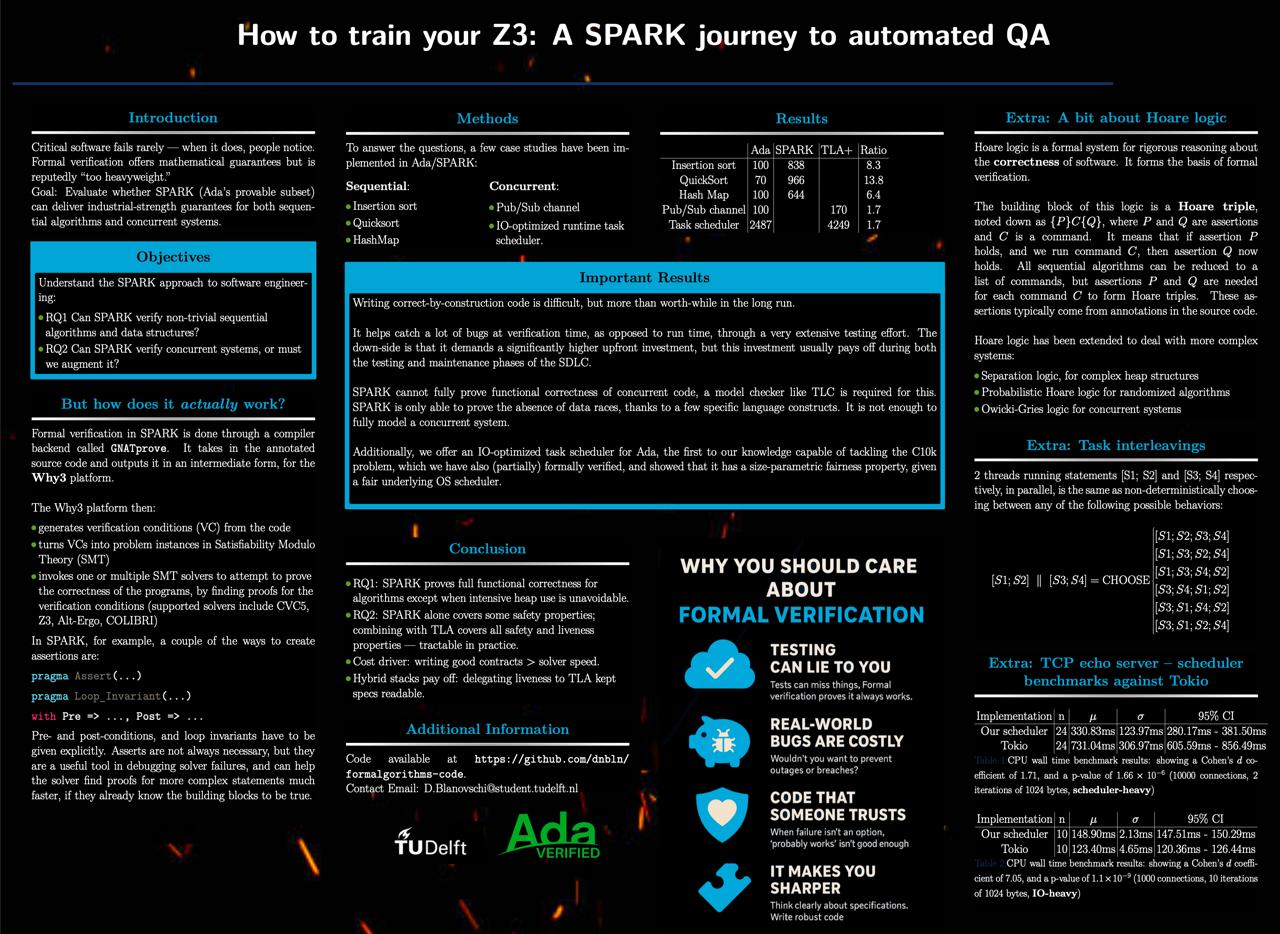 How to train your Z3: A SPARK journey to automated QA
Introduction
Critical software fails rarely — when it does, people notice.
Formal verification offers mathematical guarantees but is
reputedly “too heavyweight.”
Goal: Evaluate whether SPARK (Ada’s provable subset)
can deliver industrial-strength guarantees for both sequen-
tial algorithms and concurrent systems.
Objectives
Understand the SPARK approach to software engineer-
ing:
RQ1 Can SPARK verify non-trivial sequential
algorithms and data structures?
RQ2 Can SPARK verify concurrent systems, or must
we augment it?
But how does it actually work?
Formal verification in SPARK is done through a compiler
backend called GNATprove. It takes in the annotated
source code and outputs it in an intermediate form, for the
Why3 platform.
The Why3 platform then:
generates verification conditions (VC) from the code
turns VCs into problem instances in Satisfiability Modulo
Theory (SMT)
invokes one or multiple SMT solvers to attempt to prove
the correctness of the programs, by finding proofs for the
verification conditions (supported solvers include CVC5,
Z3, Alt-Ergo, COLIBRI)
In SPARK, for example, a couple of the ways to create
assertions are:
pragma Assert(...)
pragma Loop_Invariant(...)
with Pre => ..., Post => ...
Pre- and post-conditions, and loop invariants have to be
given explicitly. Asserts are not always necessary, but they
are a useful tool in debugging solver failures, and can help
the solver find proofs for more complex statements much
faster, if they already know the building blocks to be true.
Methods
To answer the questions, a few case studies have been im-
plemented in Ada/SPARK:
Sequential:
Insertion sort
Quicksort
HashMap
Concurrent:
Pub/Sub channel
IO-optimized runtime task
scheduler.
Results
Ada SPARK TLA+ Ratio
Insertion sort 100 838 8.3
QuickSort 70 966 13.8
Hash Map 100 644 6.4
Pub/Sub channel 100 170 1.7
Task scheduler 2487 4249 1.7
Important Results
Writing correct-by-construction code is difficult, but more than worth-while in the long run.
It helps catch a lot of bugs at verification time, as opposed to run time, through a very extensive testing effort. The
down-side is that it demands a significantly higher upfront investment, but this investment usually pays off during both
the testing and maintenance phases of the SDLC.
SPARK cannot fully prove functional correctness of concurrent code, a model checker like TLC is required for this.
SPARK is only able to prove the absence of data races, thanks to a few specific language constructs. It is not enough to
fully model a concurrent system.
Additionally, we offer an IO-optimized task scheduler for Ada, the first to our knowledge capable of tackling the C10k
problem, which we have also (partially) formally verified, and showed that it has a size-parametric fairness property, given
a fair underlying OS scheduler.
Conclusion
RQ1: SPARK proves full functional correctness for
algorithms except when intensive heap use is unavoidable.
RQ2: SPARK alone covers some safety properties;
combining with TLA covers all safety and liveness
properties — tractable in practice.
Cost driver: writing good contracts > solver speed.
Hybrid stacks pay off: delegating liveness to TLA kept
specs readable.
Additional Information
Code available at https://github.com/dnbln/
formalgorithms-code.
Contact Email: D.Blanovschi@student.tudelft.nl
TUDelft
Ada
VERIFIED
WHY YOU SHOULD CARE
ABOUT
FORMAL VERIFICATION
TESTING
CAN LIE TO YOU
Tests can miss things, Formal
verification proves it always works.
REAL-WORLD
BUGS ARE COSTLY
Wouldn't you want to prevent
outages or breaches?
CODE THAT
SOMEONE TRUSTS
When failure isn't an option,
‘probably works’ isn't good enough
IT MAKES YOU
SHARPER
Think clearly about specifications.
Write robust code
Extra: A bit about Hoare logic
Hoare logic is a formal system for rigorous reasoning about
the correctness of software. It forms the basis of formal
verification.
The building block of this logic is a Hoare triple,
noted down as {P}C{Q}, where P and Q are assertions
and C is a command. It means that if assertion P
holds, and we run command C, then assertion Q now
holds. All sequential algorithms can be reduced to a
list of commands, but assertions P and Q are needed
for each command C to form Hoare triples. These as-
sertions typically come from annotations in the source code.
Hoare logic has been extended to deal with more complex
systems:
Separation logic, for complex heap structures
Probabilistic Hoare logic for randomized algorithms
Owicki-Gries logic for concurrent systems
Extra: Task interleavings
2 threads running statements [S1; S2] and [S3; S4] respec-
tively, in parallel, is the same as non-deterministically choos-
ing between any of the following possible behaviors:
[S1; S2] ∥ [S3; S4] = CHOOSE
[S1; S2; S3; S4]
[S1; S3; S2; S4]
[S1; S3; S4; S2]
[S3; S4; S1; S2]
[S3; S1; S4; S2]
[S3; S1; S2; S4]
Extra: TCP echo server – scheduler
benchmarks against Tokio
Implementation n μ σ 95% CI
Our scheduler 24 330.83ms 123.97ms 280.17ms - 381.50ms
Tokio 24 731.04ms 306.97ms 605.59ms - 856.49ms
Table 1 CPU wall time benchmark results: showing a Cohen’s d co-
efficient of 1.71, and a p-value of 1.66 × 10⁻⁶ (10000 connections, 2
iterations of 1024 bytes, scheduler-heavy)
Implementation n μ σ 95% CI
Our scheduler 10 148.90ms 2.13ms 147.51ms - 150.29ms
Tokio 10 123.40ms 4.65ms 120.36ms - 126.44ms
Table 2 CPU wall time benchmark results: showing a Cohen’s d coeffi-
cient of 7.05, and a p-value of 1.1 × 10⁻⁹ (1000 connections, 10 iterations
of 1024 bytes, IO-heavy)